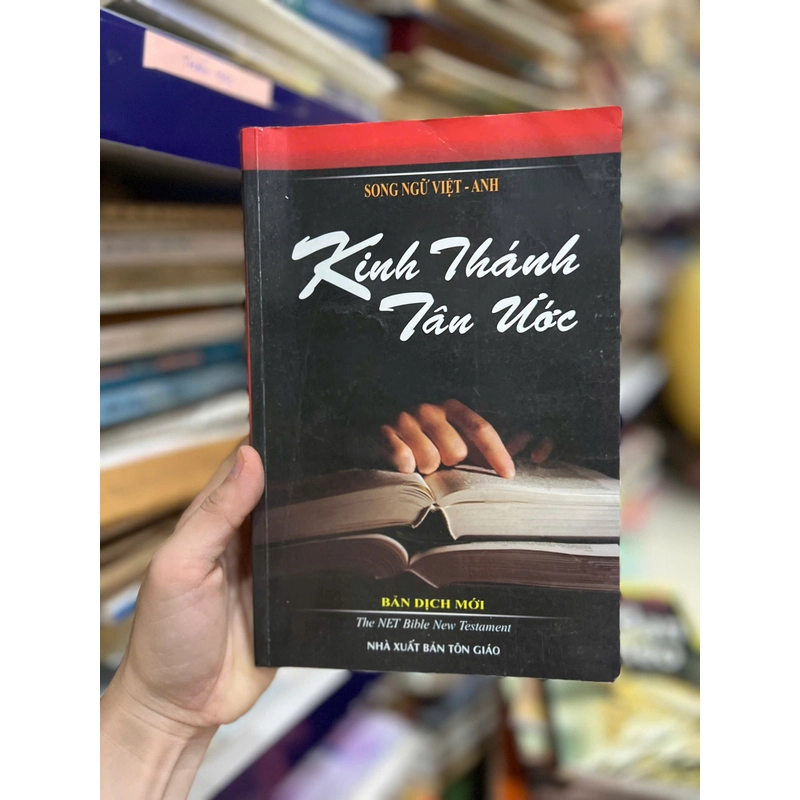 SONG NGỮ VIỆT - ANH
Kinh Thánh
Tân Ước
BẢN DỊCH MỚI
The NET Bible New Testament
NHÀ XUẤT BẢN TÔN GIÁO